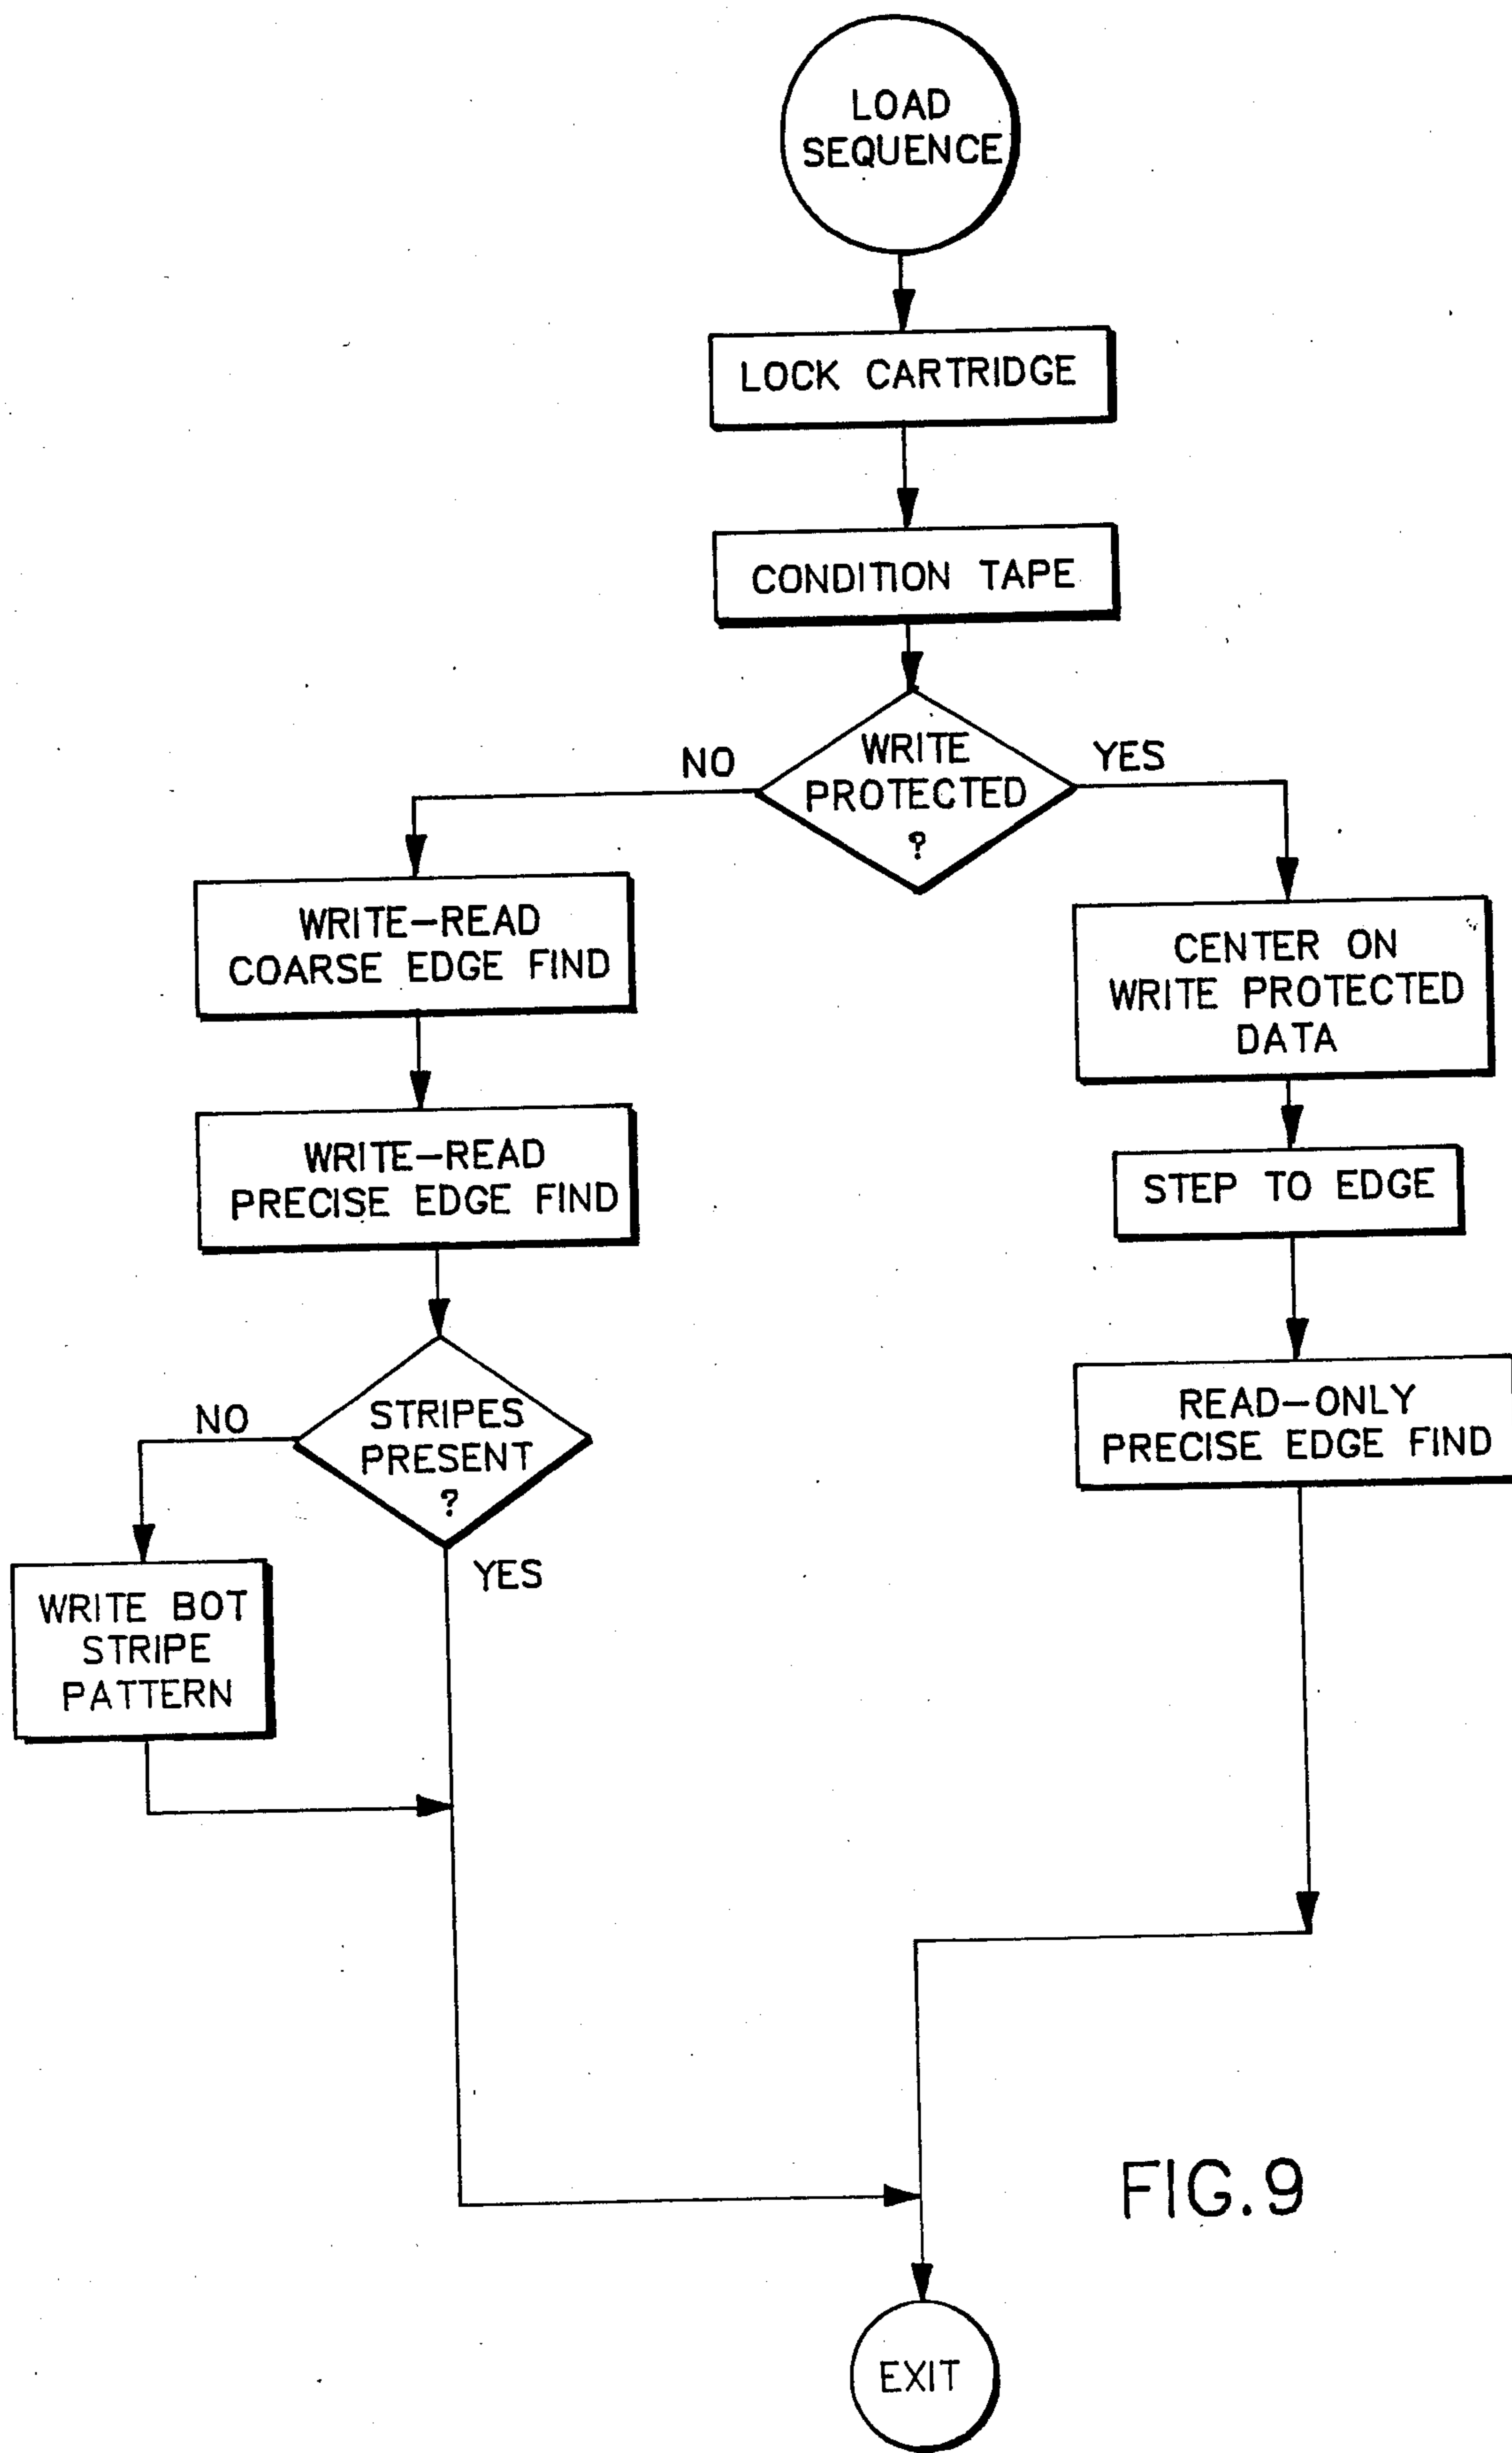 LOAD
SEQUENCE
LOCK CARTRIDGE
CONDITION TAPE
WRITE
PROTECTED
?
NO
YES
WRITE-READ
COARSE EDGE FIND
CENTER ON
WRITE PROTECTED
DATA
WRITE-READ
PRECISE EDGE FIND
STEP TO EDGE
STRIPES
PRESENT
?
NO
YES
READ-ONLY
PRECISE EDGE FIND
WRITE BOT
STRIPE
PATTERN
FIG.9
EXIT